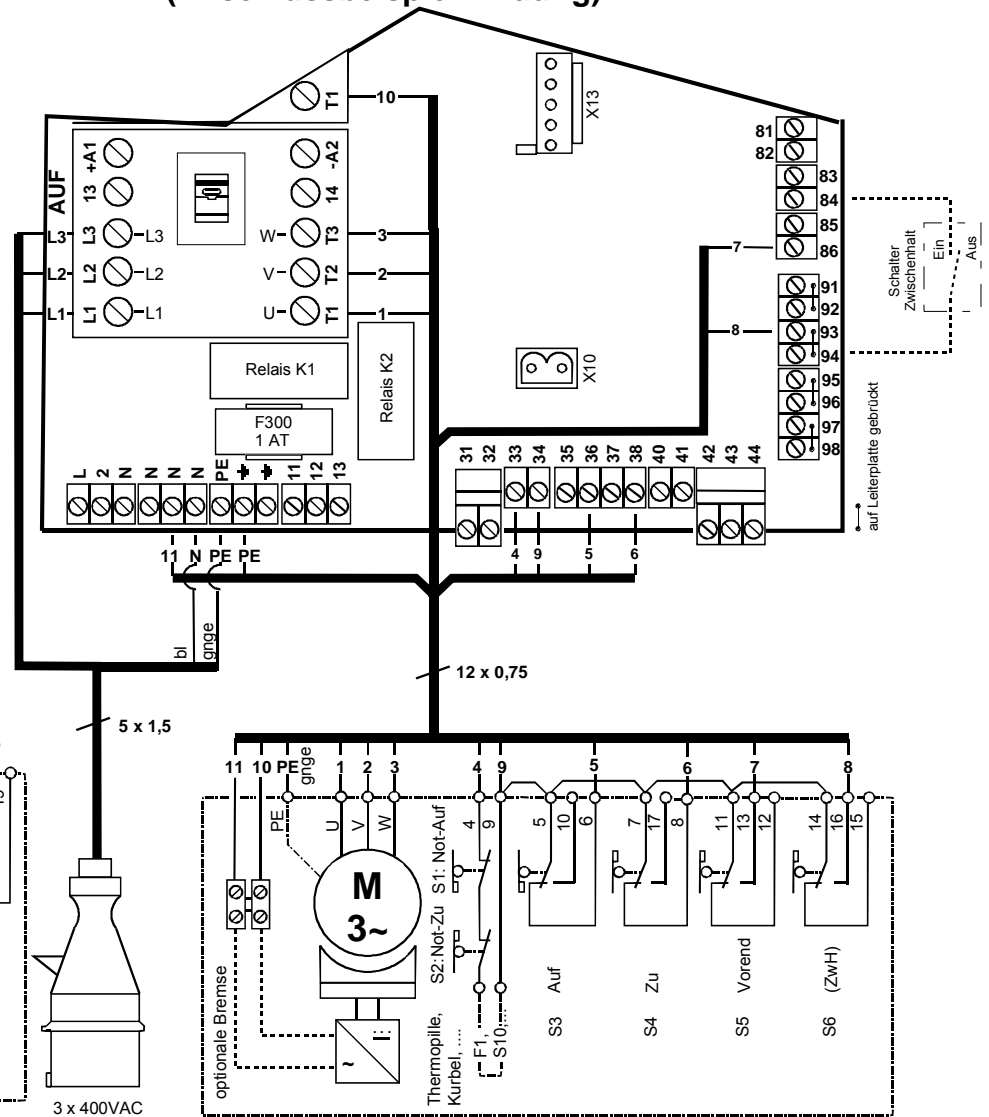 T1
10
X13
81
82
83
84
85
86
7
91
92
93
94
8
95
96
97
98
Schalter
Zwischenhalt
Ein
Aus
auf Leiterplatte gebrückt
AUF
+A1
-A2
13
14
L3 L3 L3
W T3 3
L2 L2 L2
V T2 2
L1 L1 L1
U T1 1
Relais K1
Relais K2
F300
1 AT
X10
L 2 N N N N PE 11 12 13
31 32 33 34 35 36 37 38 40 41 42 43 44
11 N PE PE
4 9 5 6
bl
gnge
12 x 0,75
5 x 1,5
11 10 PE gnge 1 2 3 4 9 5 6 7 8
PE U V W 4 9 5 10 6 7 17 8 11 13 12 14 16 15
M
3~
S1: Not-Auf
S2: Not-Zu
optionale Bremse
Thermopille,
Kurbel, ....
F1,
S10,...
S3 Auf
S4 Zu
S5 Vorend
S6 (ZwH)
~
3 x 400VAC